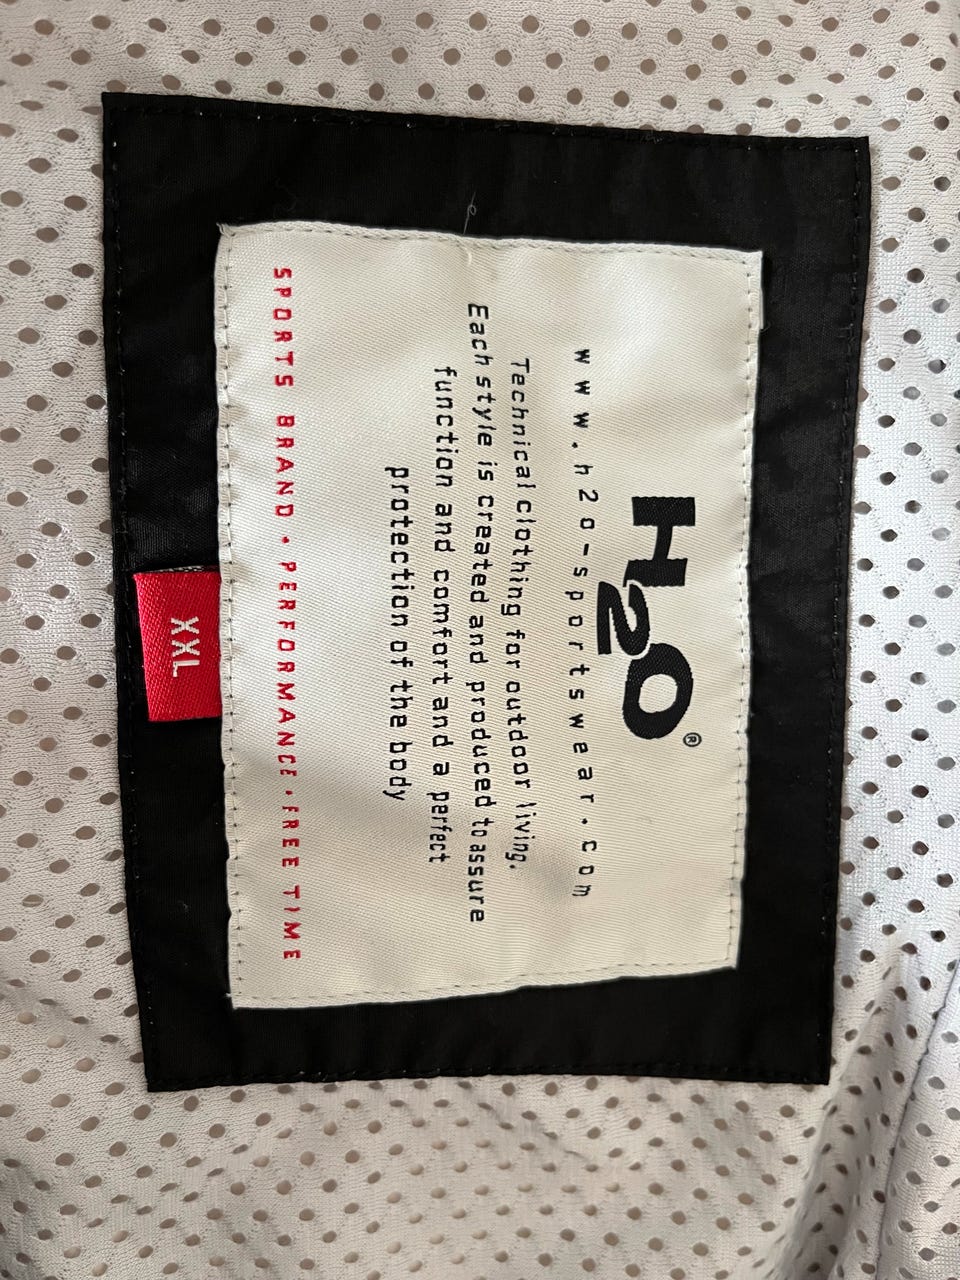 H2O®
www.h2o-sportswear.com
Technical clothing for outdoor living.
Each style is created and produced to assure
function and comfort and a perfect
protection of the body
SPORTS BRAND · PERFORMANCE · FREE TIME
XXL